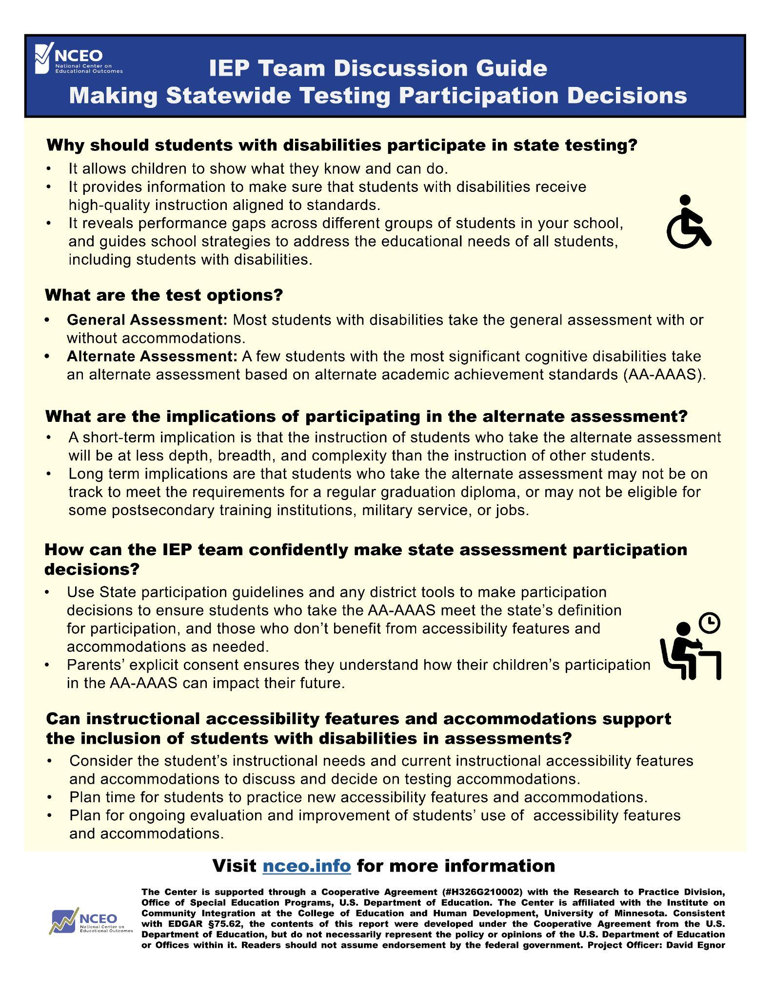 NCEO
National Center on
Educational Outcomes
IEP Team Discussion Guide
Making Statewide Testing Participation Decisions
Why should students with disabilities participate in state testing?
• It allows children to show what they know and can do.
• It provides information to make sure that students with disabilities receive
high-quality instruction aligned to standards.
• It reveals performance gaps across different groups of students in your school,
and guides school strategies to address the educational needs of all students,
including students with disabilities.
What are the test options?
• General Assessment: Most students with disabilities take the general assessment with or
without accommodations.
• Alternate Assessment: A few students with the most significant cognitive disabilities take
an alternate assessment based on alternate academic achievement standards (AA-AAAS).
What are the implications of participating in the alternate assessment?
• A short-term implication is that the instruction of students who take the alternate assessment
will be at less depth, breadth, and complexity than the instruction of other students.
• Long term implications are that students who take the alternate assessment may not be on
track to meet the requirements for a regular graduation diploma, or may not be eligible for
some postsecondary training institutions, military service, or jobs.
How can the IEP team confidently make state assessment participation
decisions?
• Use State participation guidelines and any district tools to make participation
decisions to ensure students who take the AA-AAAS meet the state's definition
for participation, and those who don't benefit from accessibility features and
accommodations as needed.
• Parents' explicit consent ensures they understand how their children's participation
in the AA-AAAS can impact their future.
Can instructional accessibility features and accommodations support
the inclusion of students with disabilities in assessments?
• Consider the student's instructional needs and current instructional accessibility features
and accommodations to discuss and decide on testing accommodations.
• Plan time for students to practice new accessibility features and accommodations.
• Plan for ongoing evaluation and improvement of students' use of accessibility features
and accommodations.
Visit nceo.info for more information
NCEO
National Center on
Educational Outcomes
The Center is supported through a Cooperative Agreement (#H326G210002) with the Research to Practice Division,
Office of Special Education Programs, U.S. Department of Education. The Center is affiliated with the Institute on
Community Integration at the College of Education and Human Development, University of Minnesota. Consistent
with EDGAR §75.62, the contents of this report were developed under the Cooperative Agreement from the U.S.
Department of Education, but do not necessarily represent the policy or opinions of the U.S. Department of Education
or Offices within it. Readers should not assume endorsement by the federal government. Project Officer: David Egnor